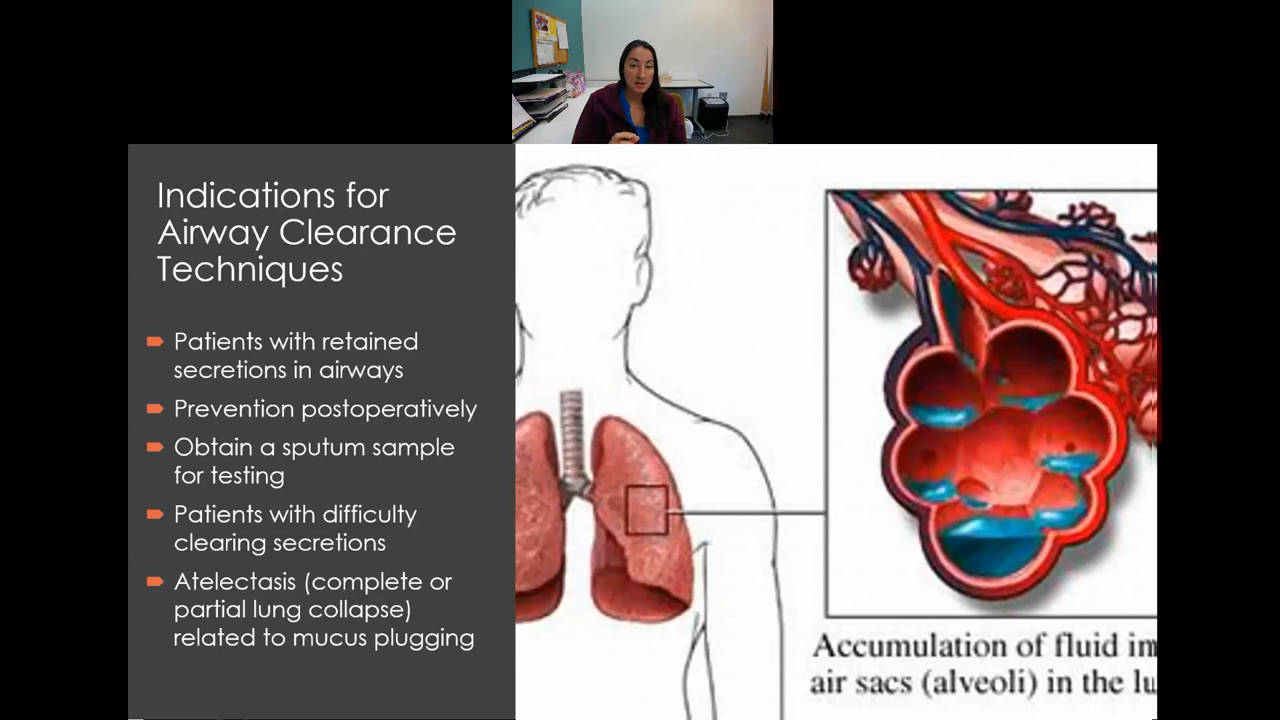 Indications for
Airway Clearance
Techniques
Patients with retained
secretions in airways
Prevention postoperatively
Obtain a sputum sample
for testing
Patients with difficulty
clearing secretions
Atelectasis (complete or
partial lung collapse)
related to mucus plugging
Accumulation of fluid im
air sacs (alveoli) in the lu